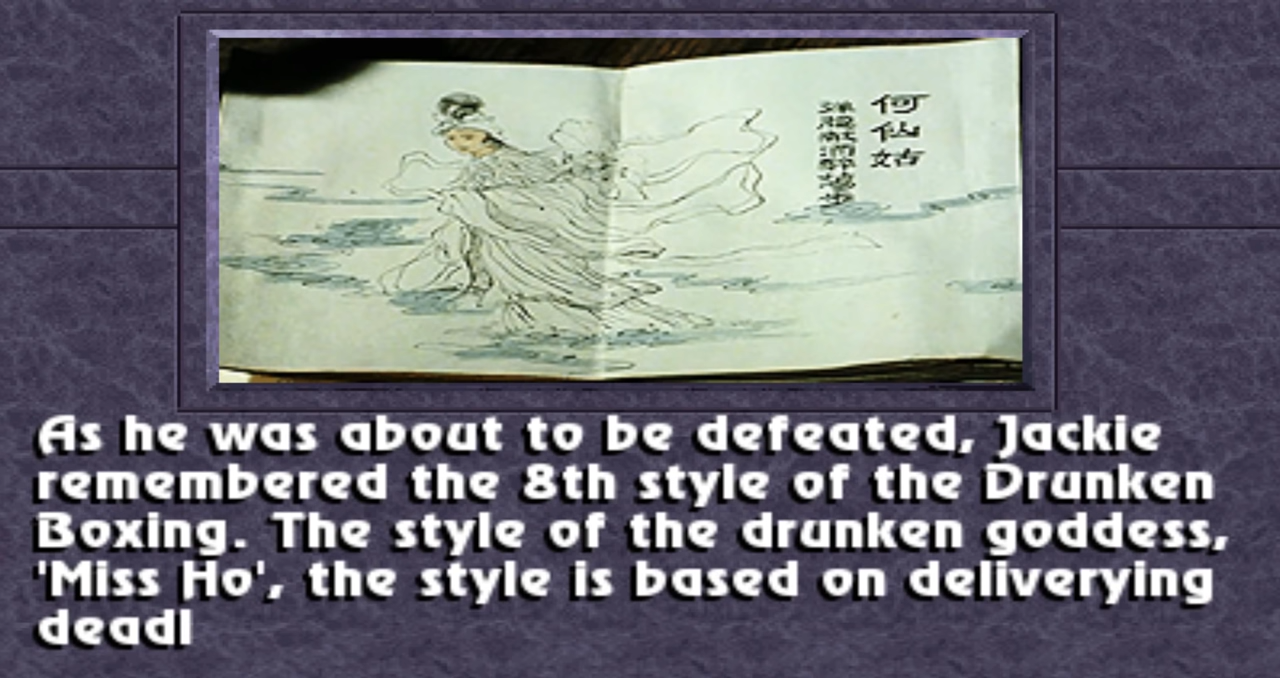 何仙姑
As he was about to be defeated, Jackie
remembered the 8th style of the Drunken
Boxing. The style of the drunken goddess,
'Miss Ho', the style is based on deliverying
deadl